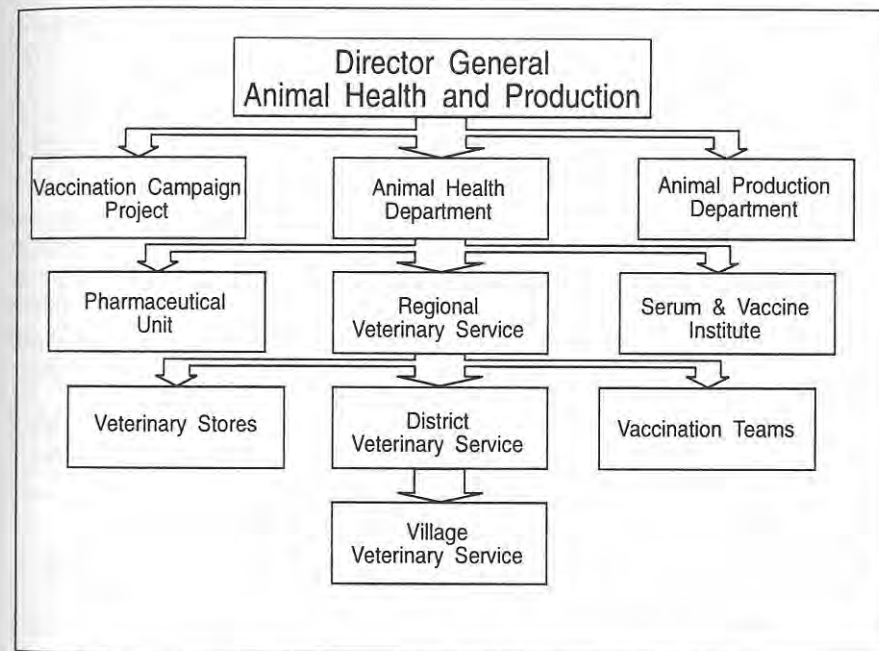 Director General
Animal Health and Production
Vaccination Campaign
Project
Animal Health
Department
Animal Production
Department
Pharmaceutical
Unit
Regional
Veterinary Service
Serum & Vaccine
Institute
Veterinary Stores
District
Veterinary Service
Vaccination Teams
Village
Veterinary Service